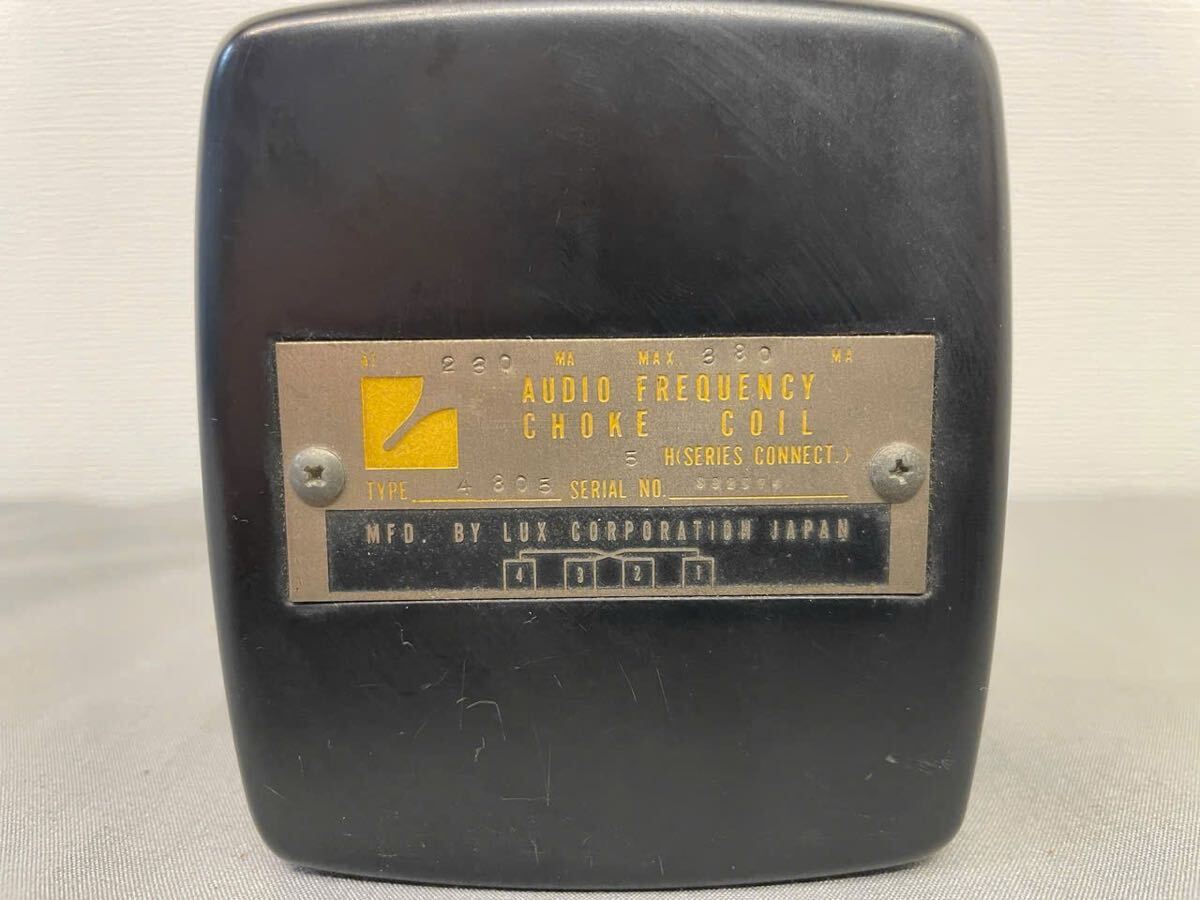 AT 260 MA MAX. 380 MA
AUDIO FREQUENCY
CHOKE COIL
5 H(SERIES CONNECT.)
TYPE 4805 SERIAL NO.
MFD. BY LUX CORPORATION JAPAN
4 3 2 1